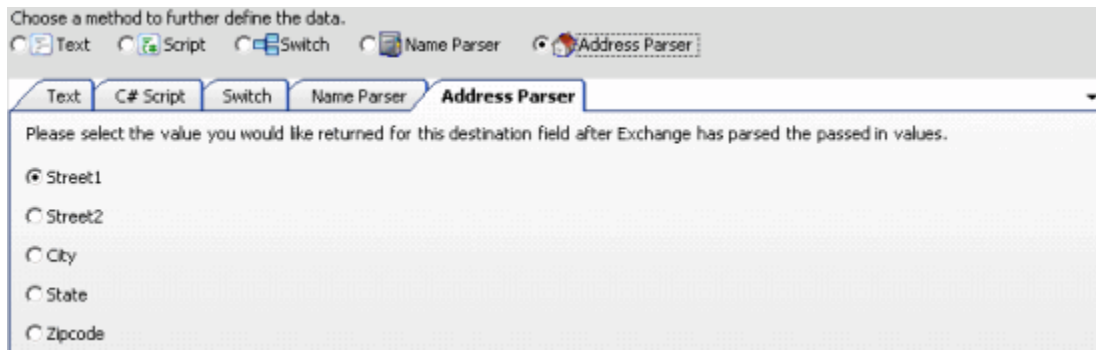 Choose a method to further define the data.
Text Script Switch Name Parser Address Parser
Text C# Script Switch Name Parser Address Parser
Please select the value you would like returned for this destination field after Exchange has parsed the passed in values.
Street1
Street2
City
State
Zipcode